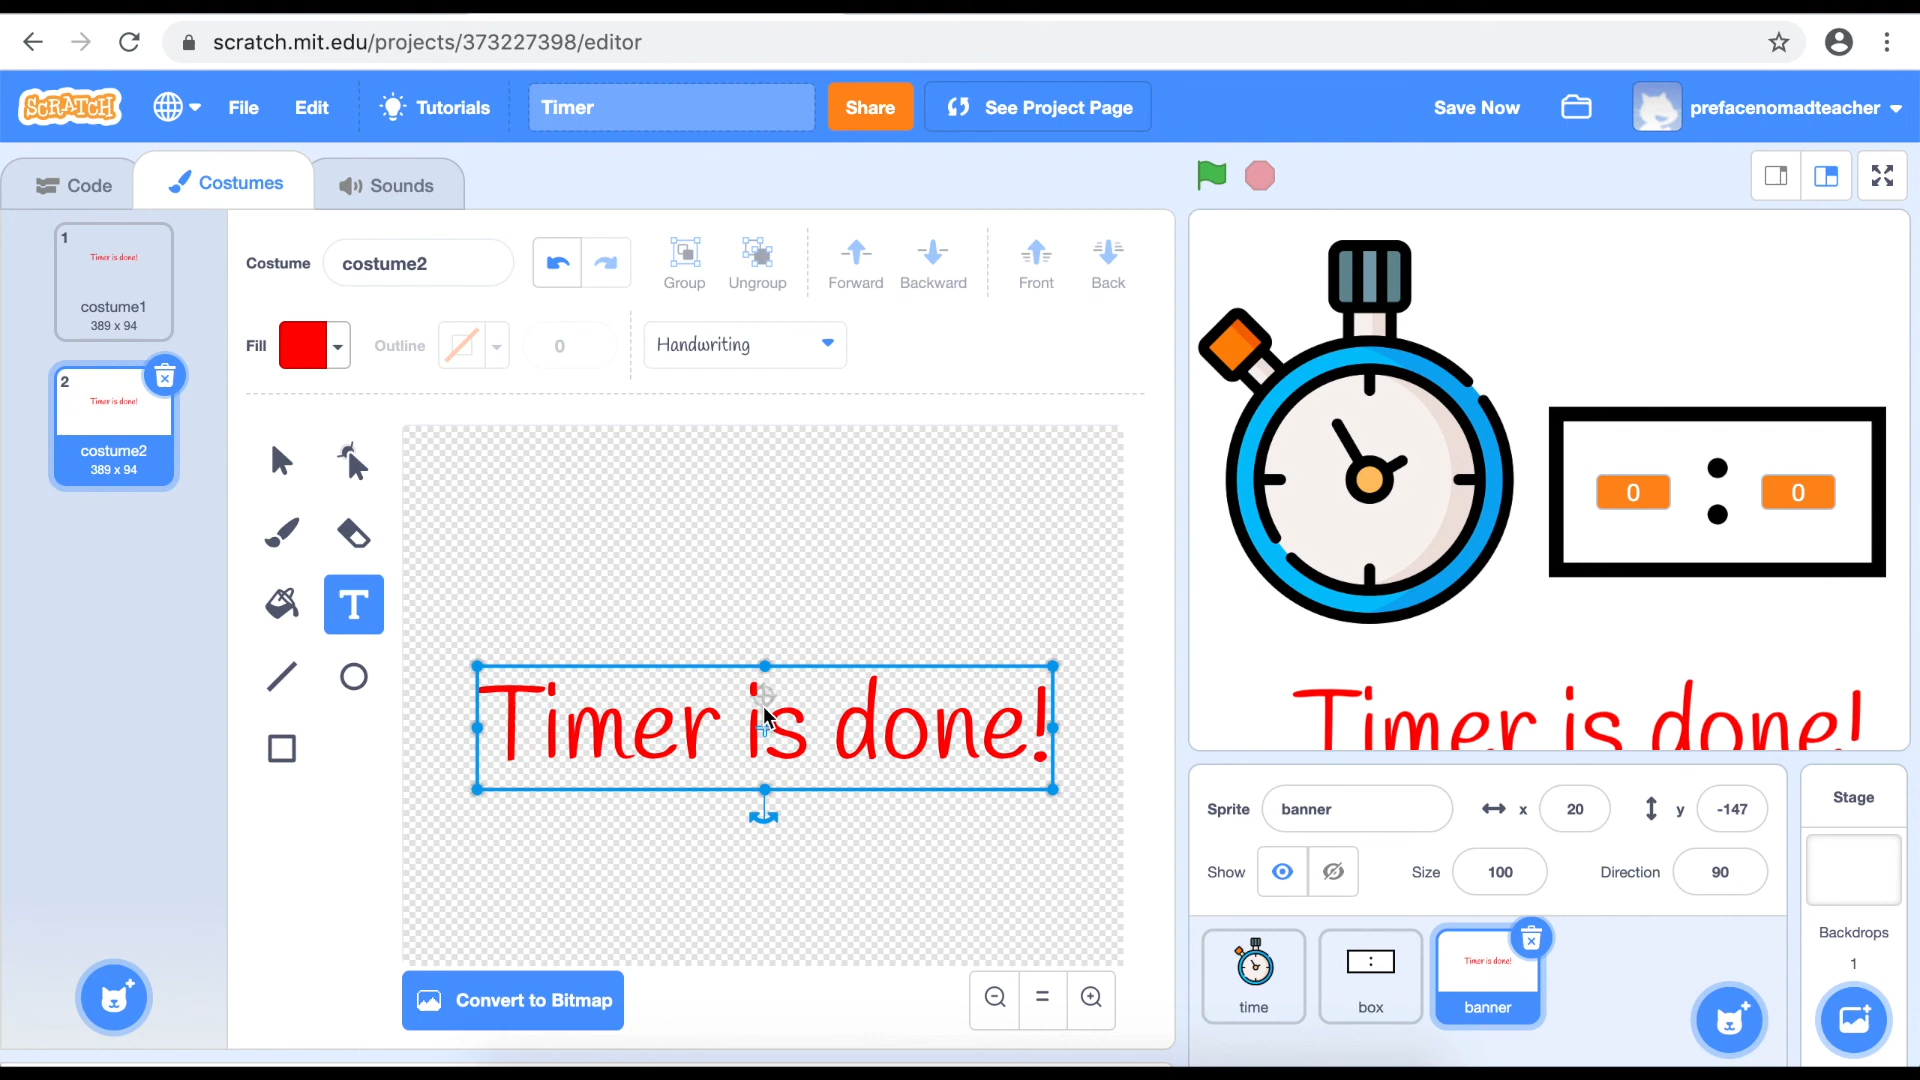 scratch.mit.edu/projects/373227398/editor
SCRATCH File Edit Tutorials Timer Share See Project Page Save Now prefacenomadteacher
Code Costumes Sounds
1
Timer is done!
costume1
389 x 94
2
Timer is done!
costume2
389 x 94
Costume costume2 Group Ungroup Forward Backward Front Back
Fill Outline 0 Handwriting
T
Timer is done!
Convert to Bitmap
0 : 0
Timer is done!
Sprite banner x 20 y -147
Show Size 100 Direction 90
time
:
box
Timer is done!
banner
Stage
Backdrops
1